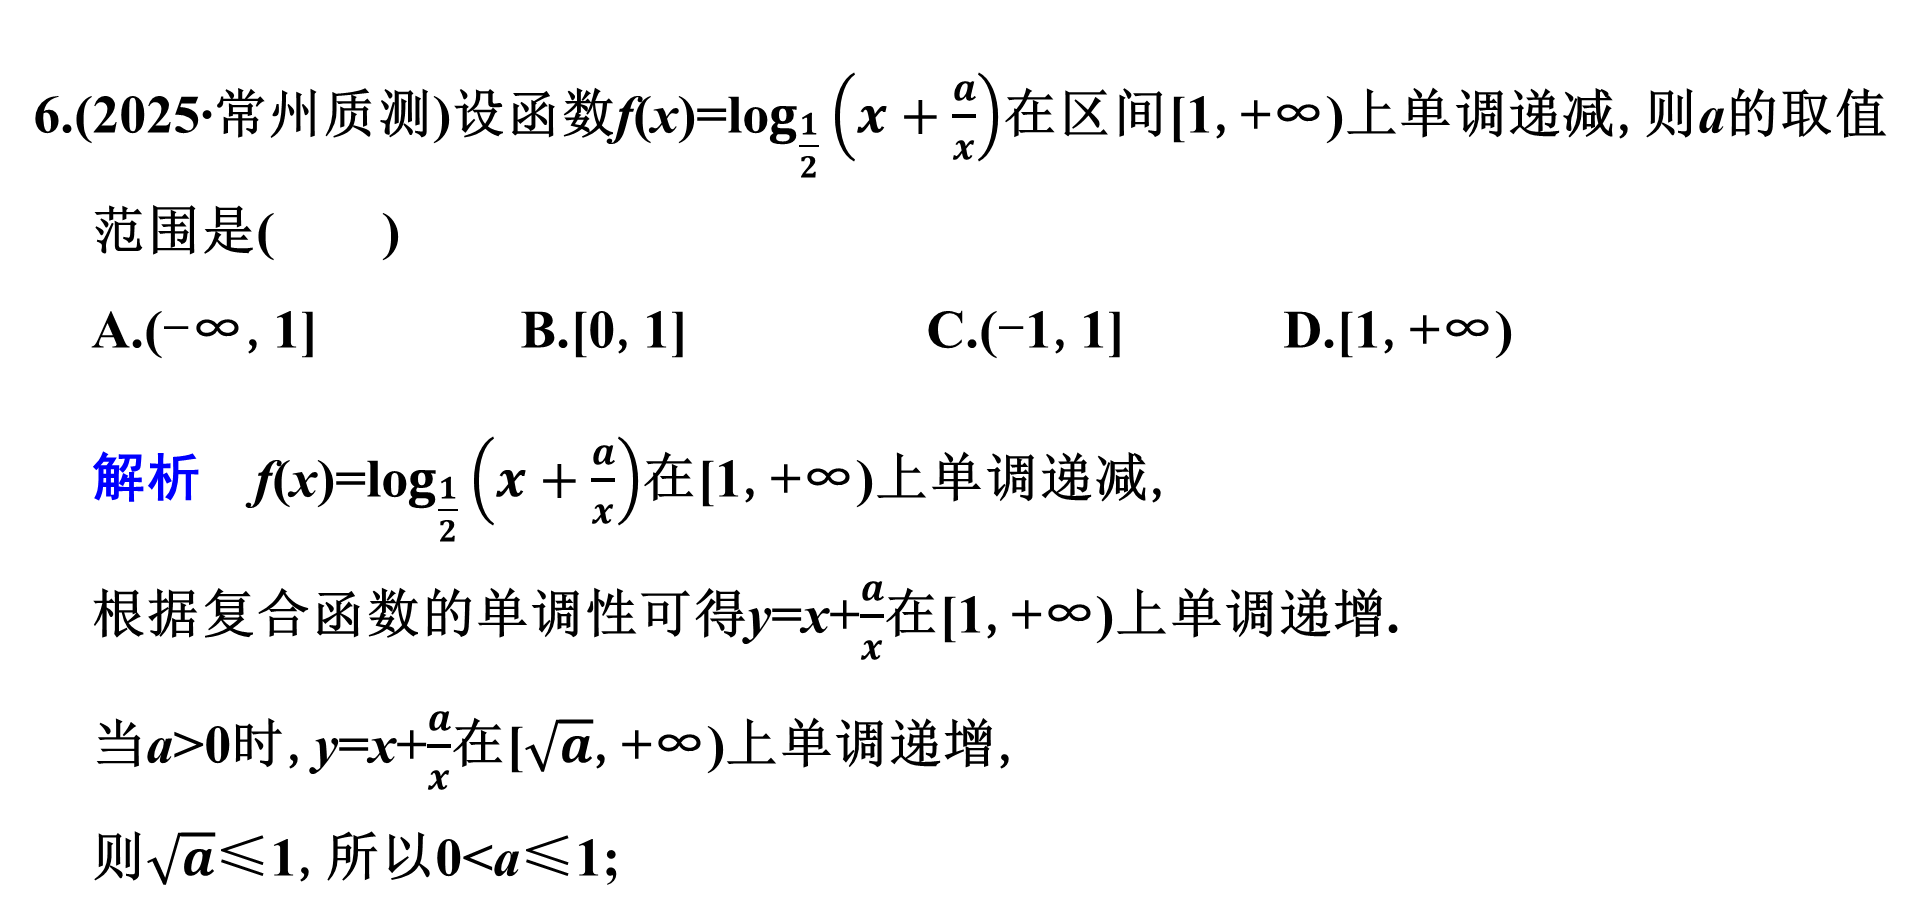 6.(2025·常州质测)设函数f(x)=log_{1/2}(x+a/x)在区间[1,+∞)上单调递减,则a的取值
范围是(  )
A.(-∞,1] B.[0,1] C.(-1,1] D.[1,+∞)
解析 f(x)=log_{1/2}(x+a/x)在[1,+∞)上单调递减,
根据复合函数的单调性可得y=x+a/x在[1,+∞)上单调递增.
当a>0时,y=x+a/x在[√a,+∞)上单调递增,
则√a≤1,所以0<a≤1;